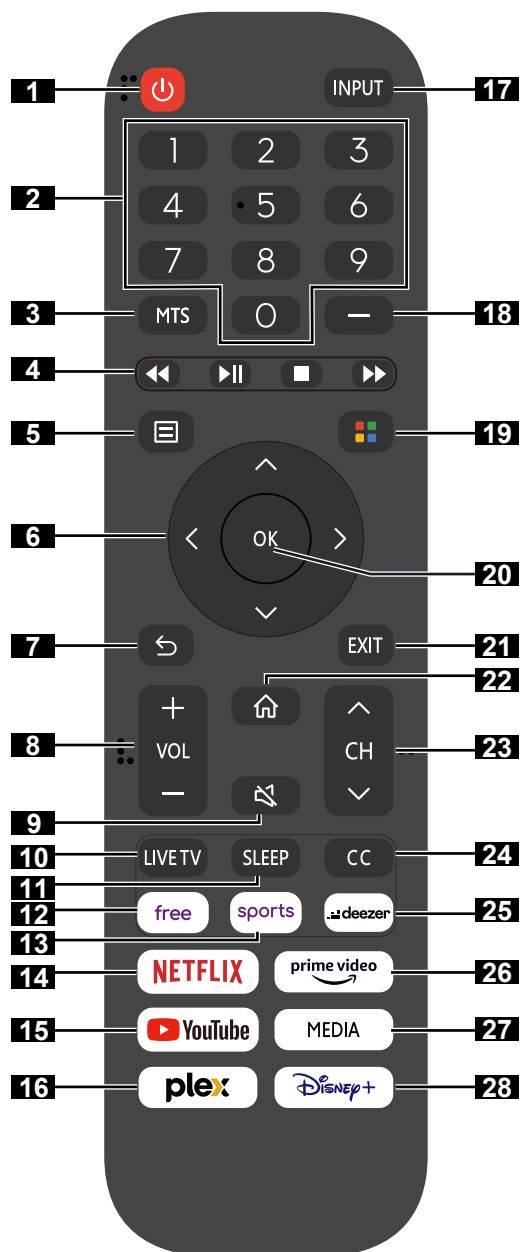 1
INPUT
17
1 2 3
2
4 5 6
7 8 9
3
MTS
0
18
4
5
19
6
OK
20
7
EXIT
21
22
8
VOL
CH
23
9
10
LIVE TV
SLEEP
CC
24
11
12
free
sports
deezer
25
13
14
NETFLIX
prime video
26
15
YouTube
MEDIA
27
16
plex
Disney+
28